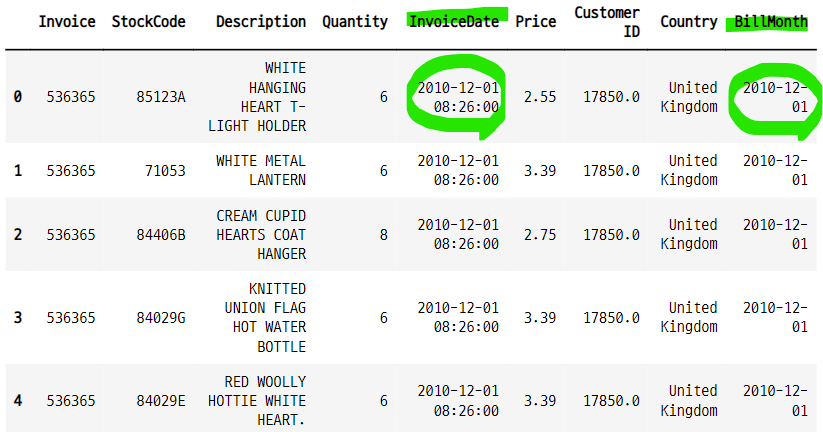 Invoice StockCode Description Quantity InvoiceDate Price Customer ID Country BillMonth
0 536365 85123A WHITE HANGING HEART T-LIGHT HOLDER 6 2010-12-01 08:26:00 2.55 17850.0 United Kingdom 2010-12-01
1 536365 71053 WHITE METAL LANTERN 6 2010-12-01 08:26:00 3.39 17850.0 United Kingdom 2010-12-01
2 536365 84406B CREAM CUPID HEARTS COAT HANGER 8 2010-12-01 08:26:00 2.75 17850.0 United Kingdom 2010-12-01
3 536365 84029G KNITTED UNION FLAG HOT WATER BOTTLE 6 2010-12-01 08:26:00 3.39 17850.0 United Kingdom 2010-12-01
4 536365 84029E RED WOOLLY HOTTIE WHITE HEART. 6 2010-12-01 08:26:00 3.39 17850.0 United Kingdom 2010-12-01